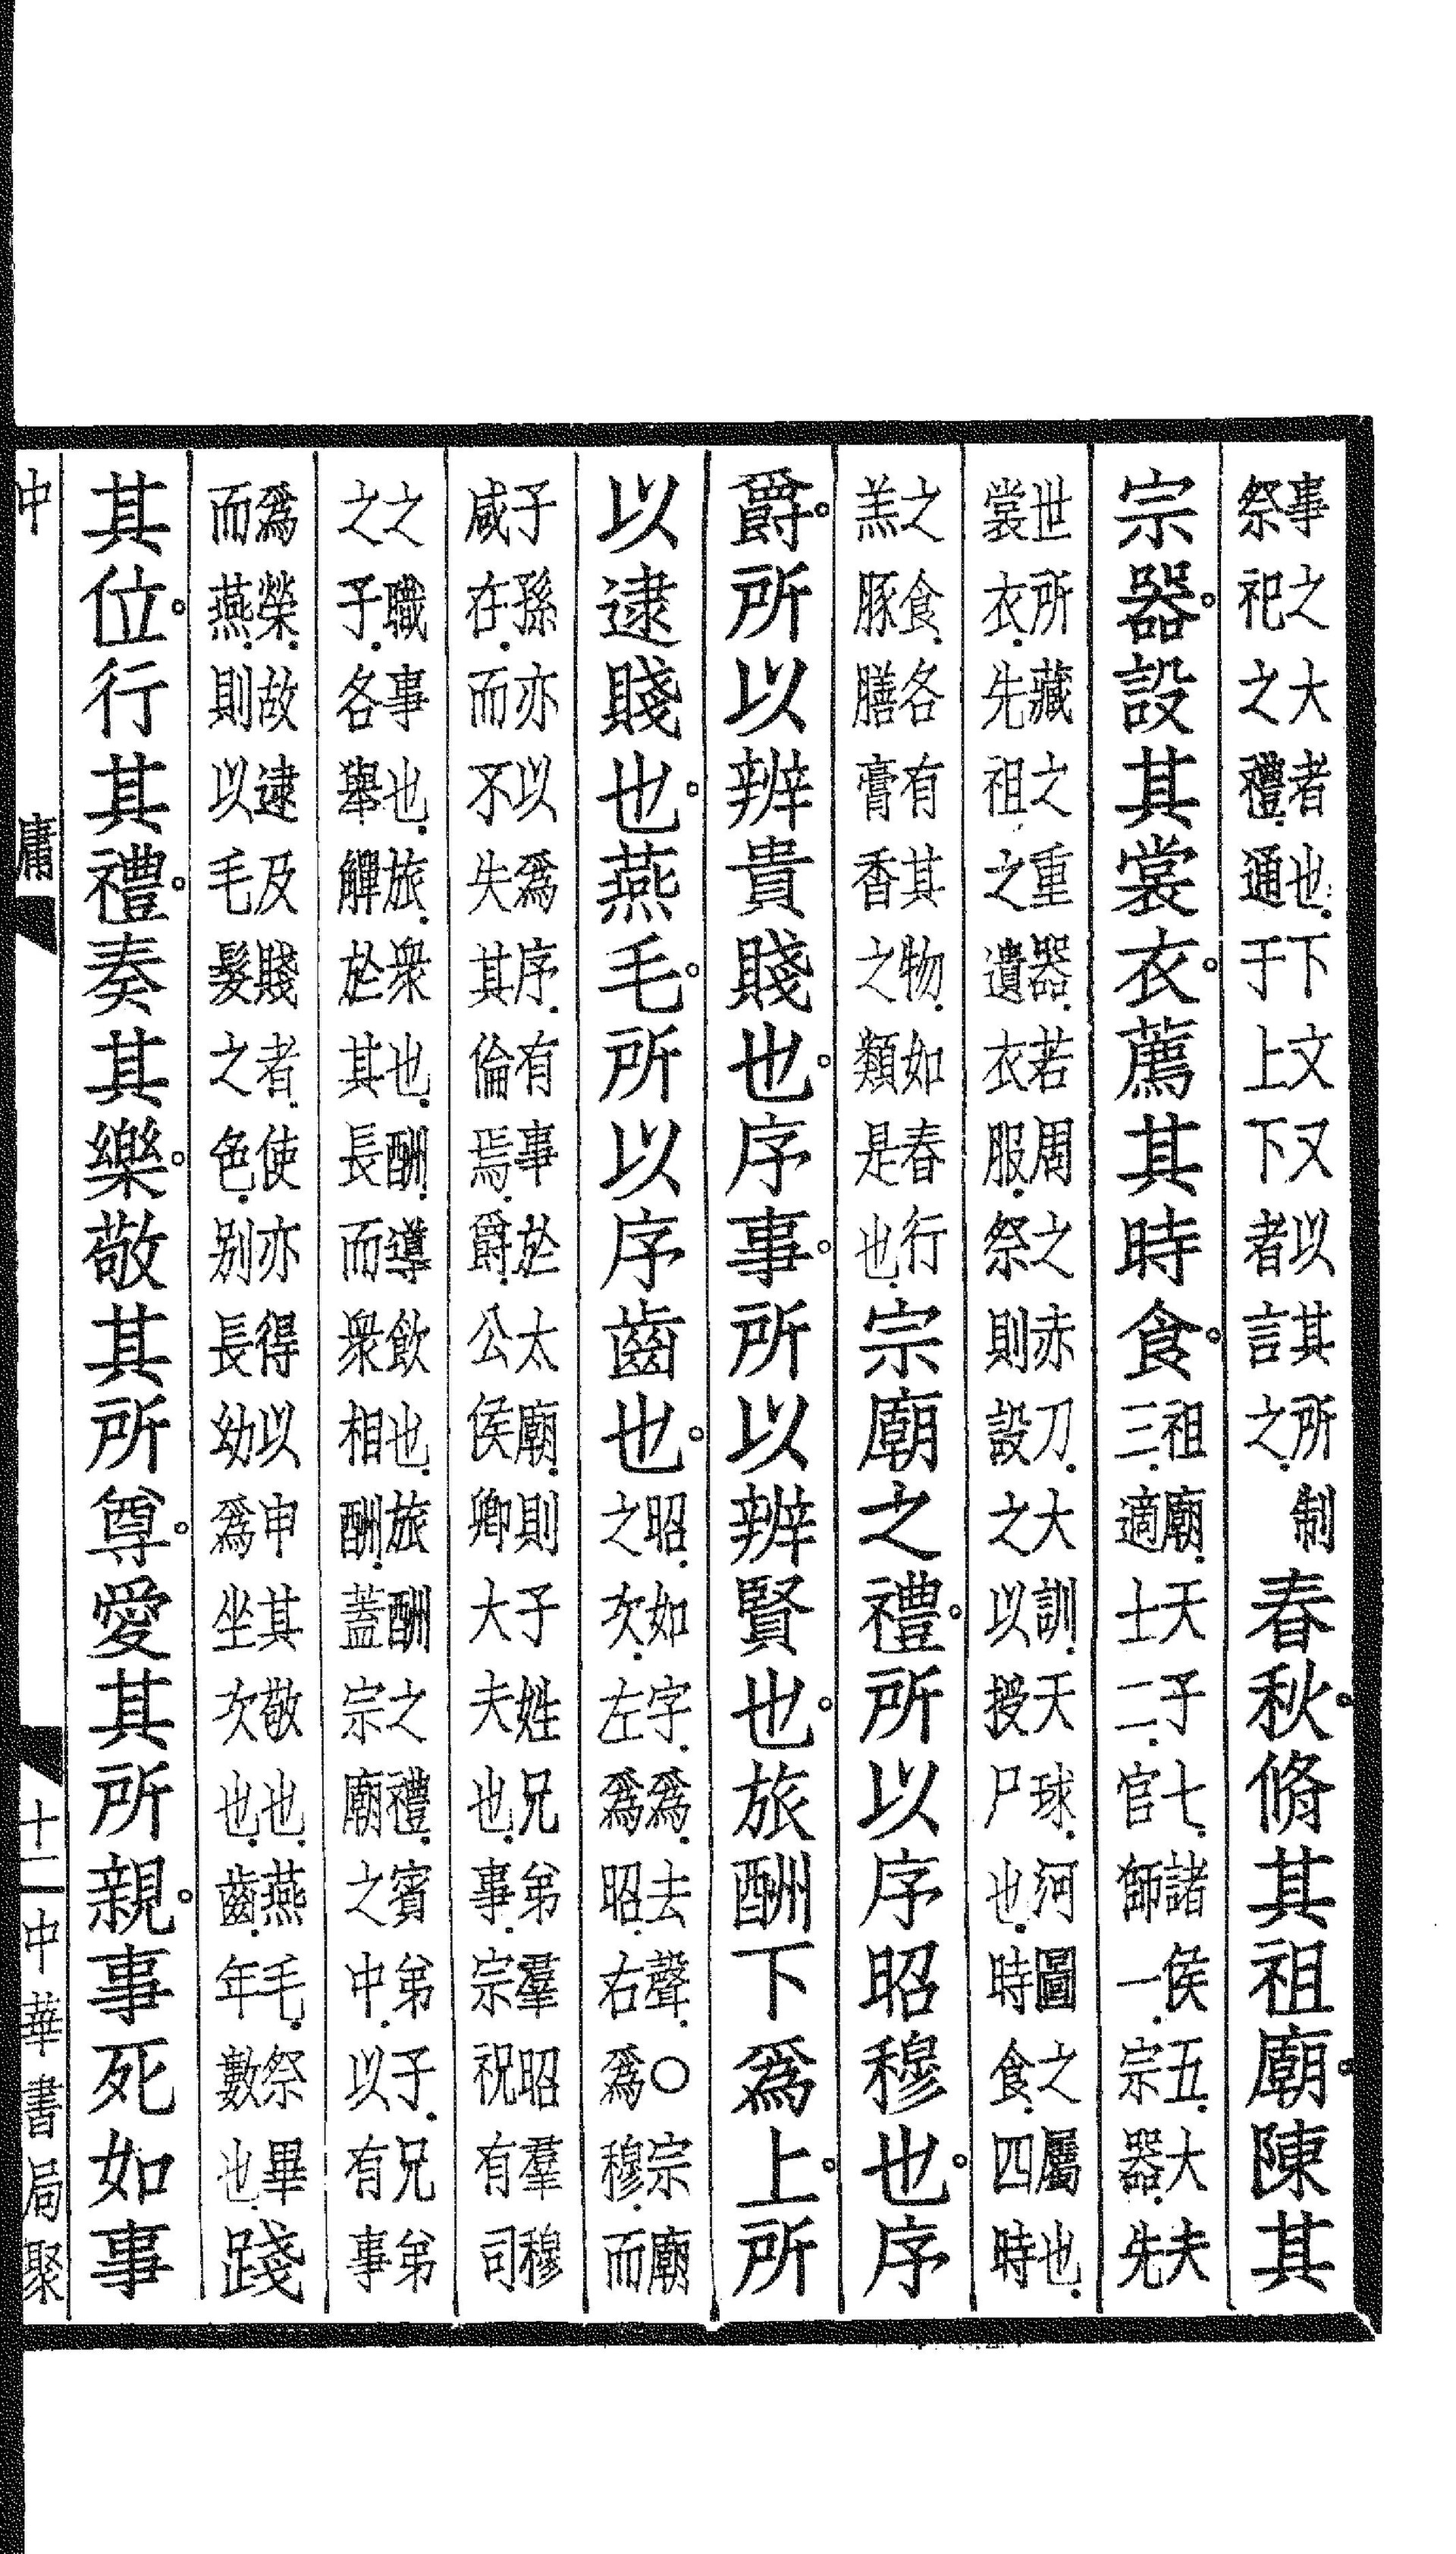 事之大者也.下文又以其所制祭祀之禮.通于上下者言之.春秋。脩其祖廟。陳其
宗器。設其裳衣。薦其時食。祖廟.天子七.諸侯五.大夫三.適士二.官師一.宗器.先
世所藏之重器.若周之赤刀.大訓.天球.河圖之屬也.裳衣.先祖之遺衣服.祭則設之以授尸也.時食.四時
之食.各有其物.如春行羔豚膳膏香之類是也.宗廟之禮。所以序昭穆也。序
爵。所以辨貴賤也。序事。所以辨賢也。旅酬下爲上。所
以逮賤也。燕毛。所以序齒也。昭.如字.爲.去聲.○宗廟之次.左爲昭.右爲穆.而
子孫亦以爲序.有事於太廟.則子姓兄弟羣昭羣穆咸在.而不失其倫焉.爵.公侯卿大夫也.事.宗祝有司
之職事也.旅.衆也.酬.導飲也.旅酬之禮.賓弟子.兄弟之子.各舉觶於其長而衆相酬.蓋宗廟之中.以有事
爲榮.故逮及賤者.使亦得以申其敬也.燕毛.祭畢而燕.則以毛髮之色.別長幼爲坐次也.齒.年數也.踐
其位。行其禮。奏其樂。敬其所尊。愛其所親。事死如事
中庸 十一 中華書局聚